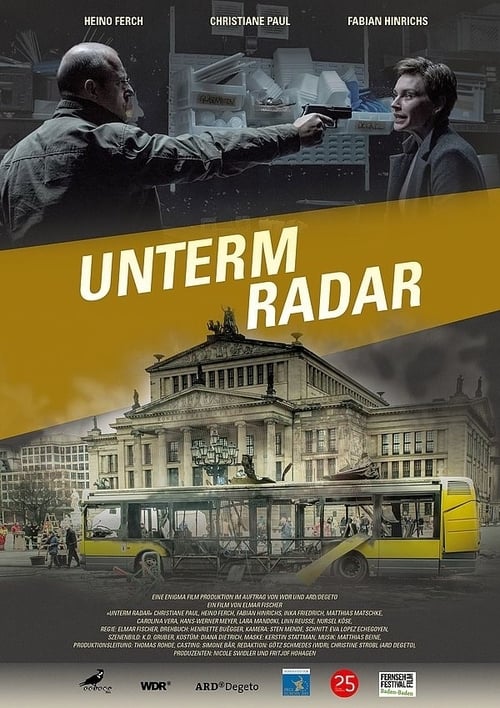 HEINO FERCH CHRISTIANE PAUL FABIAN HINRICHS
UNTERM
RADAR
EINE ENIGMA FILM PRODUKTION IM AUFTRAG VON WDR UND ARD/DEGETO
EIN FILM VON ELMAR FISCHER
»UNTERM RADAR« CHRISTIANE PAUL, HEINO FERCH, FABIAN HINRICHS, INKA FRIEDRICH, MATTHIAS MATSCHKE,
CAROLINA VERA, HANS-WERNER MEYER, LARA MANDOKI, LINN REUSSE, NURSEL KÖSE,
REGIE: ELMAR FISCHER, DREHBUCH: HENRIETTE BUËGGER, KAMERA: STEN MENDE, SCHNITT: EVA LOPEZ ECHEGOYEN,
SZENENBILD: K.D. GRUBER, KOSTÜM: DIANA DIETRICH, MASKE: KERSTIN STATTMAN, MUSIK: MATTHIAS BEINE,
PRODUKTIONSLEITUNG: THOMAS ROHDE, CASTING: SIMONE BÄR, REDAKTION: GÖTZ SCHMEDES (WDR), CHRISTINE STROBL (ARD DEGETO),
PRODUZENTEN: NICOLE SWIDLER UND FRITJOF HOHAGEN
WDR ARD Degeto 25 FERNSEH FILM FESTIVAL Baden-Baden